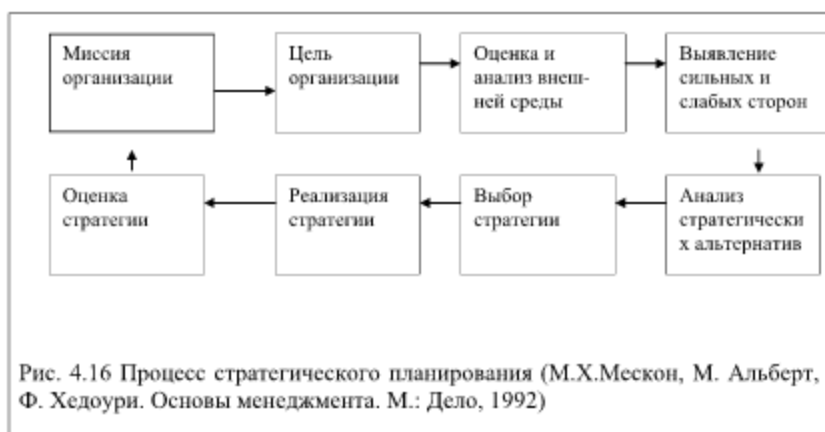 Миссия
организации
Цель
организации
Оценка и
анализ внеш-
ней среды
Выявление
сильных и
слабых сторон
Оценка
стратегии
Реализация
стратегии
Выбор
стратегии
Анализ
стратегически
х альтернатив
Рис. 4.16 Процесс стратегического планирования (М.Х.Мескон, М. Альберт,
Ф. Хедоури. Основы менеджмента. М.: Дело, 1992)